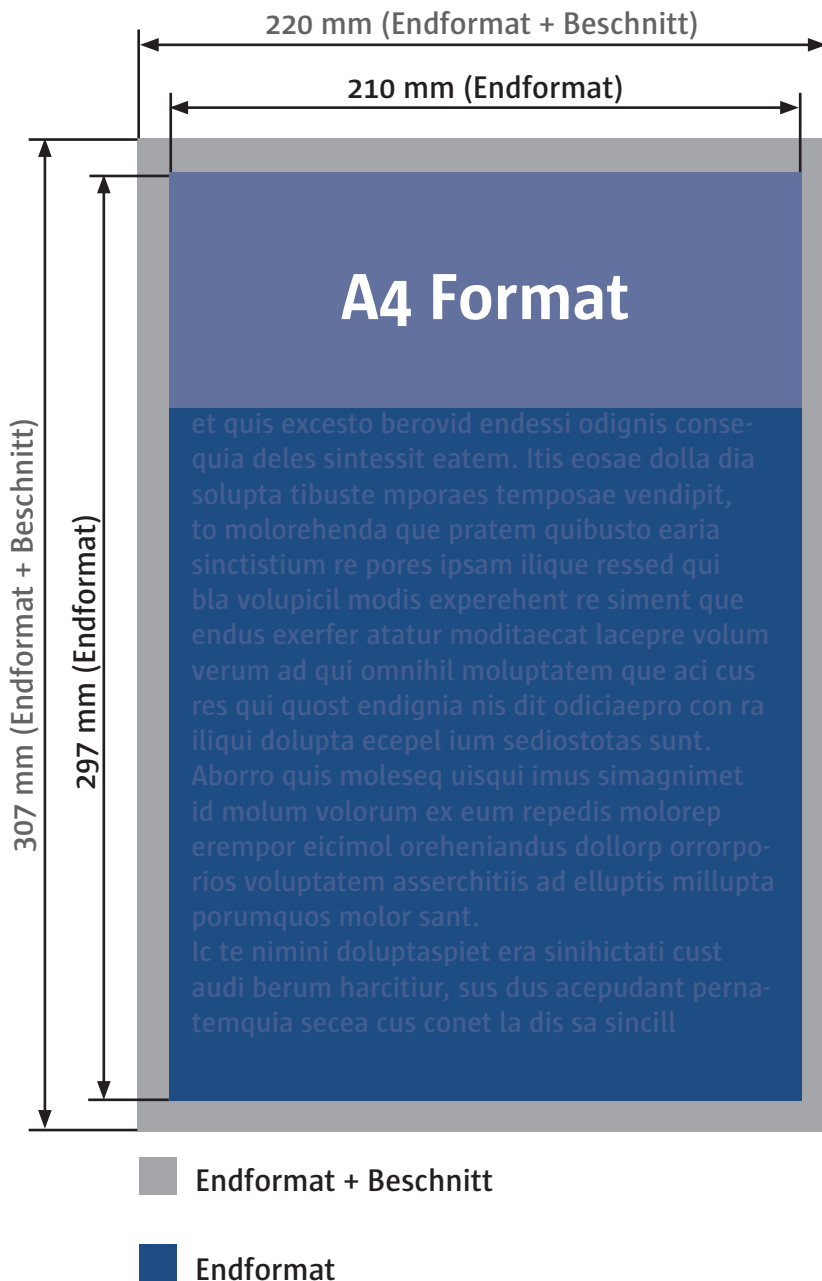 220 mm (Endformat + Beschnitt)
210 mm (Endformat)
307 mm (Endformat + Beschnitt)
297 mm (Endformat)
A4 Format
et quis excesto berovid endessi odignis conse-
quia deles sintessit eatem. Itis eosae dolla dia
solupta tibuste mporaes temposae vendipit,
to molorehenda que pratem quibusto earia
sinctistium re pores ipsam ilique ressed qui
bla volupicil modis experehent re siment que
endus exerfer atatur moditaecat lacepre volum
verum ad qui omnihil moluptatem que aci cus
res qui quost endignia nis dit odiciaepro con ra
iliqui dolupta ecepel ium sediostotas sunt.
Aborro quis moleseq uisqui imus simagnimet
id molum volorum ex eum repedis molorep
erempor eicimol oreheniandus dollorp orrorpo-
rios voluptatem asserchitiis ad elluptis millupta
porumquos molor sant.
Ic te nimini doluptaspiet era sinihictati cust
audi berum harcitiur, sus dus acepudant perna-
temquia secea cus conet la dis sa sincill
Endformat + Beschnitt
Endformat